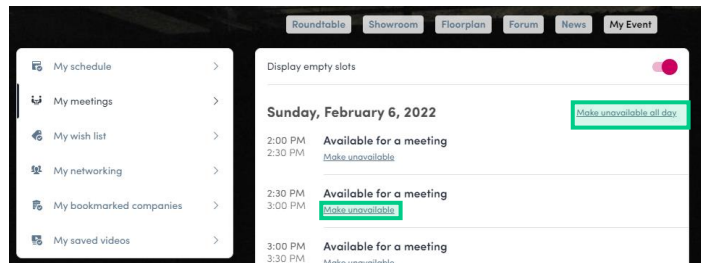 Roundtable Showroom Floorplan Forum News My Event
My schedule
My meetings
My wish list
My networking
My bookmarked companies
My saved videos
Display empty slots
Sunday, February 6, 2022 Make unavailable all day
2:00 PM Available for a meeting
2:30 PM Make unavailable
2:30 PM Available for a meeting
3:00 PM Make unavailable
3:00 PM Available for a meeting
3:30 PM Make unavailable